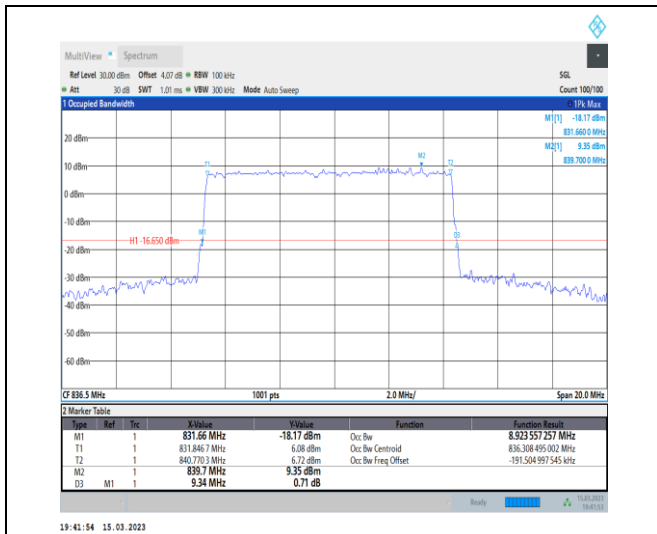 MultiView Spectrum
Ref Level 30.00 dBm Offset 4.07 dB RBW 100 kHz SGL
Att 30 dB SWT 1.01 ms VBW 300 kHz Mode Auto Sweep Count 100/100
1 Occupied Bandwidth 1Pk Max
M1[1] -18.17 dBm
831.660 0 MHz
M2[1] 9.35 dBm
839.700 0 MHz
20 dBm
M2
T1 T2
10 dBm
0 dBm
-10 dBm
M1 D3
H1 -16.650 dBm
-20 dBm
-30 dBm
-40 dBm
-50 dBm
-60 dBm
CF 836.5 MHz 1001 pts 2.0 MHz/ Span 20.0 MHz
2 Marker Table
Type Ref Trc X-Value Y-Value Function Function Result
M1 1 831.66 MHz -18.17 dBm Occ Bw 8.923 557 257 MHz
T1 1 831.846 7 MHz 6.08 dBm Occ Bw Centroid 836.308 495 002 MHz
T2 1 840.770 3 MHz 6.72 dBm Occ Bw Freq Offset -191.504 997 545 kHz
M2 1 839.7 MHz 9.35 dBm
D3 M1 1 9.34 MHz 0.71 dB
Ready 15.03.2023
19:41:53
19:41:54 15.03.2023